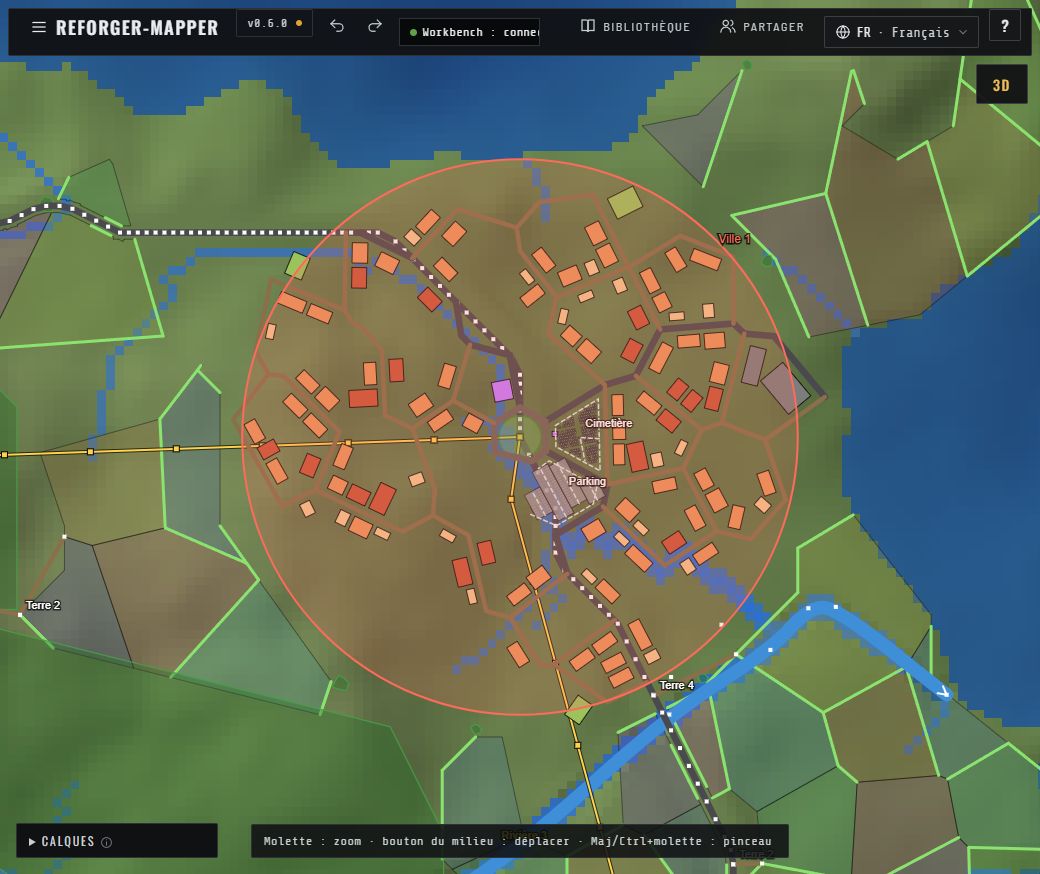 REFORGER-MAPPER
v0.6.0
Workbench : conne
BIBLIOTHÈQUE
PARTAGER
FR · Français
?
3D
Ville 1
Cimetière
Parking
Terre 2
Terre 4
CALQUES
Molette : zoom · bouton du milieu : déplacer · Maj/Ctrl+molette : pinceau